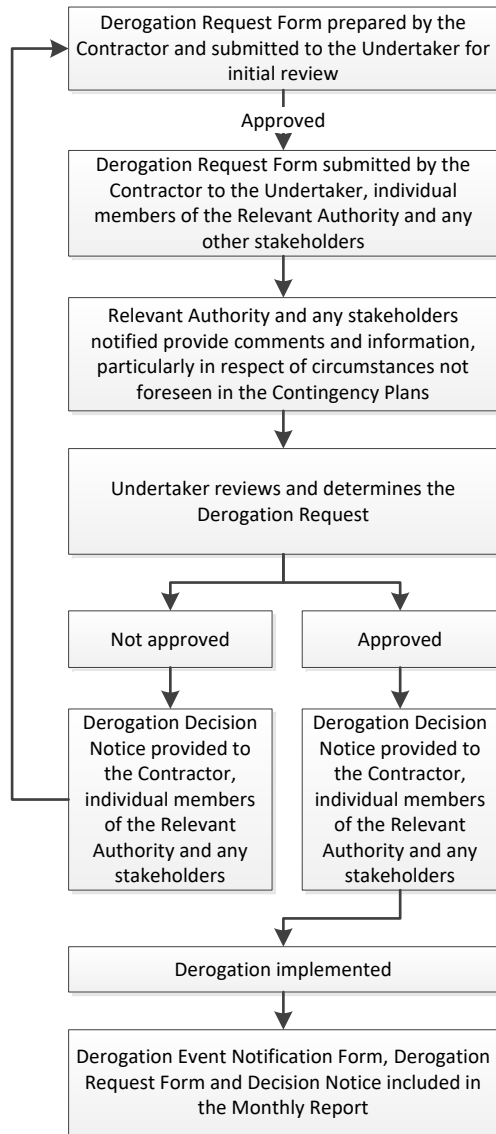 Derogation Request Form prepared by the
Contractor and submitted to the Undertaker for
initial review
Approved
Derogation Request Form submitted by the
Contractor to the Undertaker, individual
members of the Relevant Authority and any
other stakeholders
Relevant Authority and any stakeholders
notified provide comments and information,
particularly in respect of circumstances not
foreseen in the Contingency Plans
Undertaker reviews and determines the
Derogation Request
Not approved
Approved
Derogation Decision
Notice provided to
the Contractor,
individual members
of the Relevant
Authority and any
stakeholders
Derogation Decision
Notice provided to
the Contractor,
individual members
of the Relevant
Authority and any
stakeholders
Derogation implemented
Derogation Event Notification Form, Derogation
Request Form and Decision Notice included in
the Monthly Report